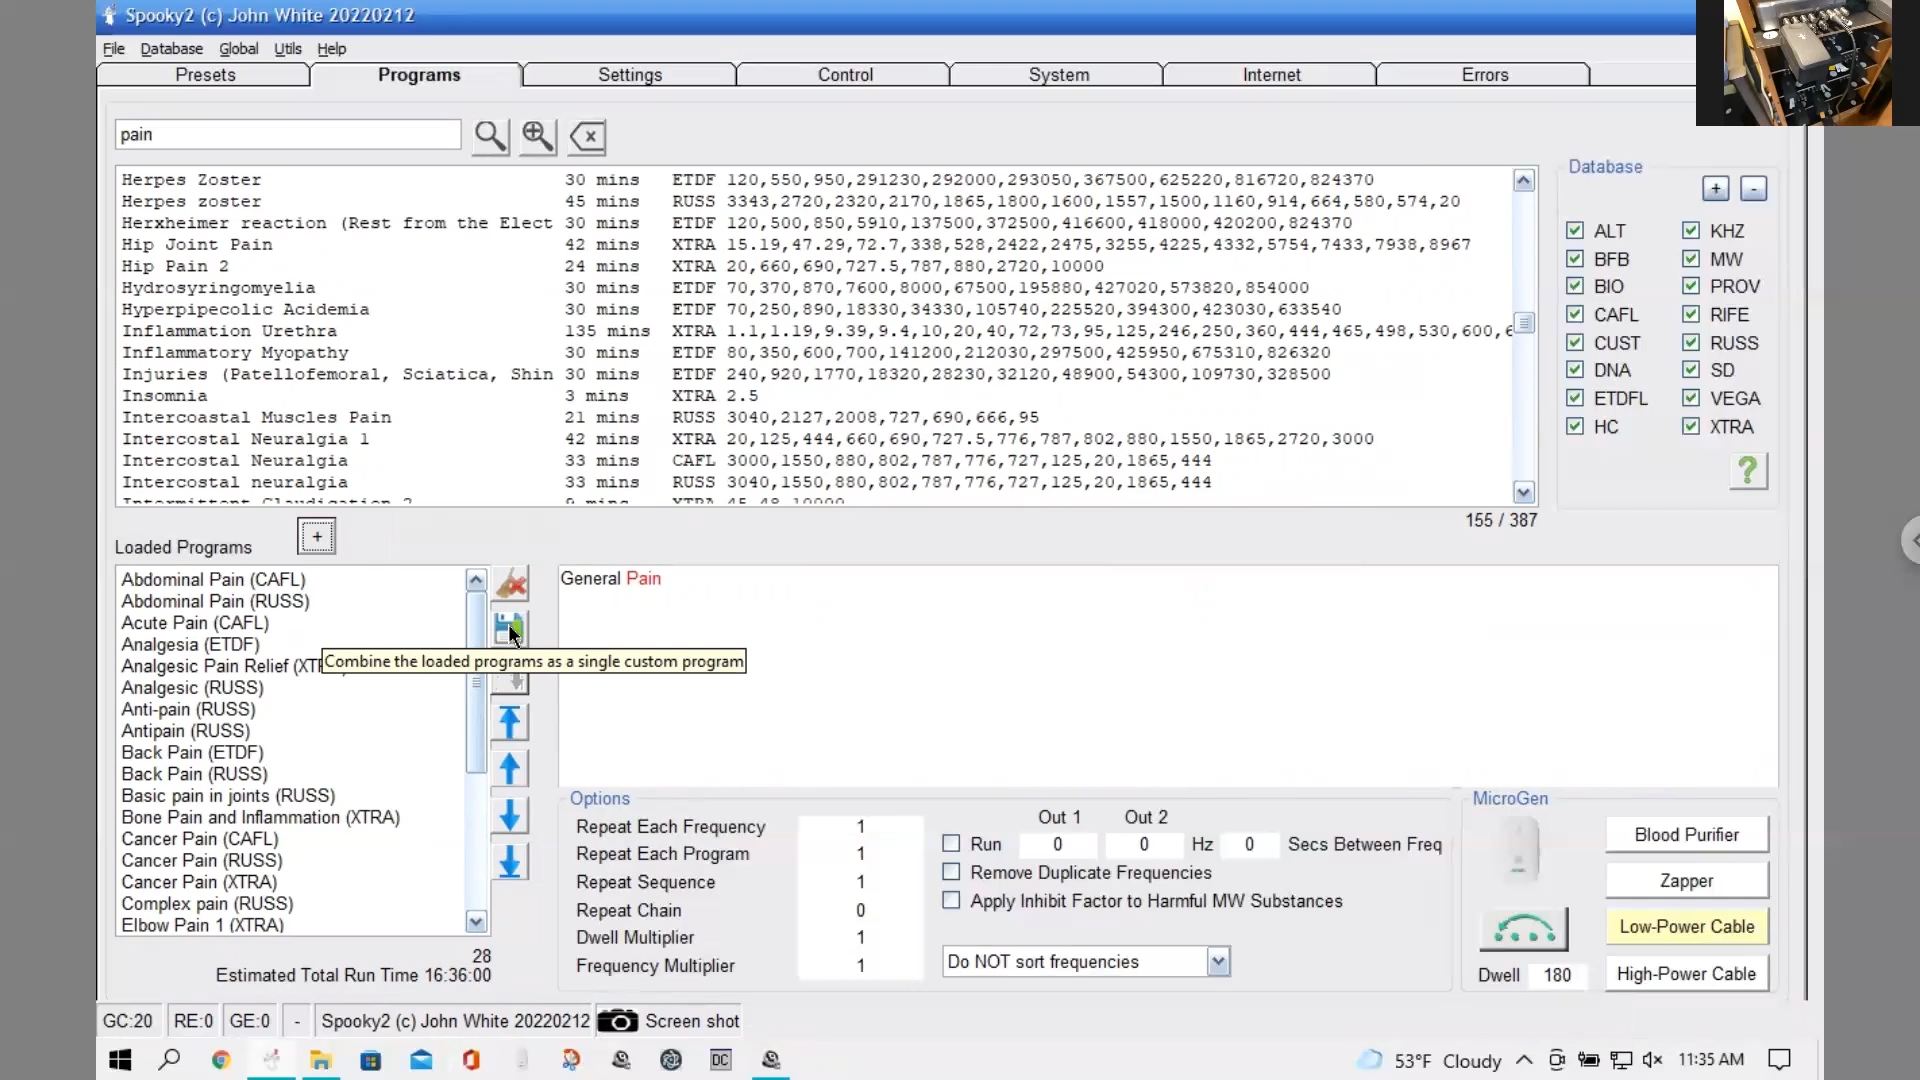 Spooky2 (c) John White 20220212
File Database Global Utils Help
Presets Programs Settings Control System Internet Errors
pain
Herpes Zoster 30 mins ETDF 120,550,950,291230,292000,293050,367500,625220,816720,824370
Herpes zoster 45 mins RUSS 3343,2720,2320,2170,1865,1800,1600,1557,1500,1160,914,664,580,574,20
Herxheimer reaction (Rest from the Elect 30 mins ETDF 120,500,850,5910,137500,372500,416600,418000,420200,824370
Hip Joint Pain 42 mins XTRA 15.19,47.29,72.7,338,528,2422,2475,3255,4225,4332,5754,7433,7938,8967
Hip Pain 2 24 mins XTRA 20,660,690,727.5,787,880,2720,10000
Hydrosyringomyelia 30 mins ETDF 70,370,870,7600,8000,67500,195880,427020,573820,854000
Hyperpipecolic Acidemia 30 mins ETDF 70,250,890,18330,34330,105740,225520,394300,423030,633540
Inflammation Urethra 135 mins XTRA 1.1,1.19,9.39,9.4,10,20,40,72,73,95,125,246,250,360,444,465,498,530,600,6
Inflammatory Myopathy 30 mins ETDF 80,350,600,700,141200,212030,297500,425950,675310,826320
Injuries (Patellofemoral, Sciatica, Shin 30 mins ETDF 240,920,1770,18320,28230,32120,48900,54300,109730,328500
Insomnia 3 mins XTRA 2.5
Intercoastal Muscles Pain 21 mins RUSS 3040,2127,2008,727,690,666,95
Intercostal Neuralgia 1 42 mins XTRA 20,125,444,660,690,727.5,776,787,802,880,1550,1865,2720,3000
Intercostal Neuralgia 33 mins CAFL 3000,1550,880,802,787,776,727,125,20,1865,444
Intercostal neuralgia 33 mins RUSS 3040,1550,880,802,787,776,727,125,20,1865,444
Intermittent Claudication 2 9 mins XTRA 45,48,10000
155 / 387
Database
+ -
ALT KHZ
BFB MW
BIO PROV
CAFL RIFE
CUST RUSS
DNA SD
ETDFL VEGA
HC XTRA
?
Loaded Programs +
Abdominal Pain (CAFL)
Abdominal Pain (RUSS)
Acute Pain (CAFL)
Analgesia (ETDF)
Analgesic Pain Relief (XT
Analgesic (RUSS)
Anti-pain (RUSS)
Antipain (RUSS)
Back Pain (ETDF)
Back Pain (RUSS)
Basic pain in joints (RUSS)
Bone Pain and Inflammation (XTRA)
Cancer Pain (CAFL)
Cancer Pain (RUSS)
Cancer Pain (XTRA)
Complex pain (RUSS)
Elbow Pain 1 (XTRA)
28
Estimated Total Run Time 16:36:00
Combine the loaded programs as a single custom program
General Pain
Options
Repeat Each Frequency 1
Repeat Each Program 1
Repeat Sequence 1
Repeat Chain 0
Dwell Multiplier 1
Frequency Multiplier 1
Out 1 Out 2
Run 0 0 Hz 0 Secs Between Freq
Remove Duplicate Frequencies
Apply Inhibit Factor to Harmful MW Substances
Do NOT sort frequencies
MicroGen
Blood Purifier
Zapper
Low-Power Cable
High-Power Cable
Dwell 180
GC:20 RE:0 GE:0 - Spooky2 (c) John White 20220212 Screen shot
DC
53°F Cloudy 11:35 AM